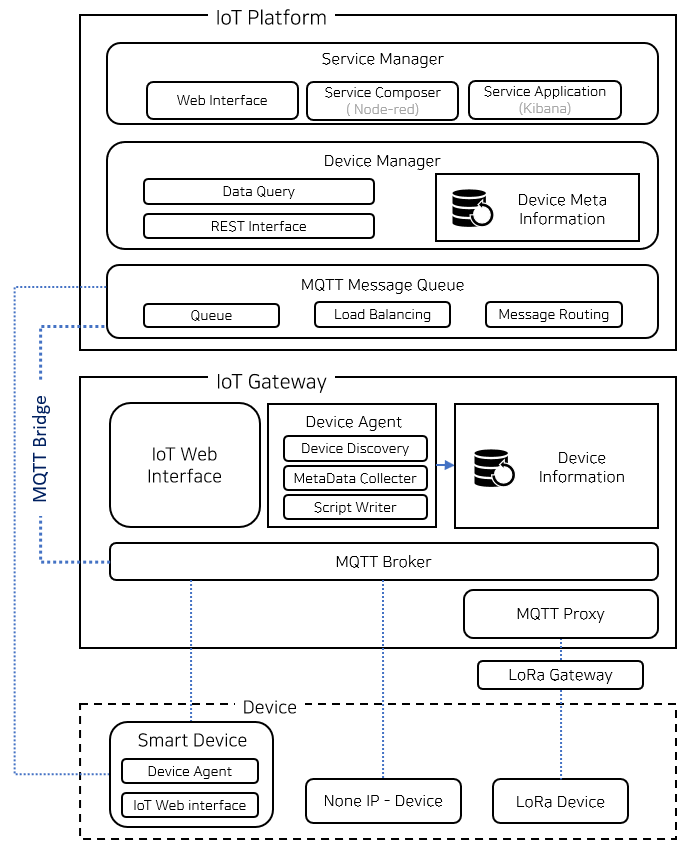 IoT Platform
Service Manager
Web Interface
Service Composer
( Node-red)
Service Application
(Kibana)
Device Manager
Data Query
REST Interface
Device Meta
Information
MQTT Message Queue
Queue
Load Balancing
Message Routing
MQTT Bridge
IoT Gateway
IoT Web
Interface
Device Agent
Device Discovery
MetaData Collecter
Script Writer
Device
Information
MQTT Broker
MQTT Proxy
LoRa Gateway
Device
Smart Device
Device Agent
IoT Web interface
None IP - Device
LoRa Device